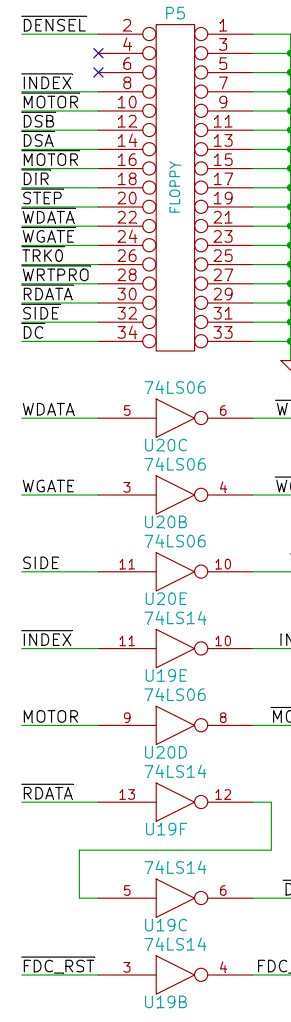 P5
DENSEL 2 1
4 3
6 5
INDEX 8 7
MOTOR 10 9
DSB 12 11
DSA 14 13
MOTOR 16 15
DIR 18 17
STEP 20 19
WDATA 22 21
WGATE 24 23
TRK0 26 25
WRTPRO 28 27
RDATA 30 29
SIDE 32 31
DC 34 33
FLOPPY
74LS06
WDATA 5 6 W
U20C
74LS06
WGATE 3 4 W
U20B
74LS06
SIDE 11 10
U20E
74LS14
INDEX 11 10 IN
U19E
74LS06
MOTOR 9 8 MO
U20D
74LS14
RDATA 13 12
U19F
74LS14
5 6
U19C
74LS14
FDC_RST 3 4 FDC_
U19B